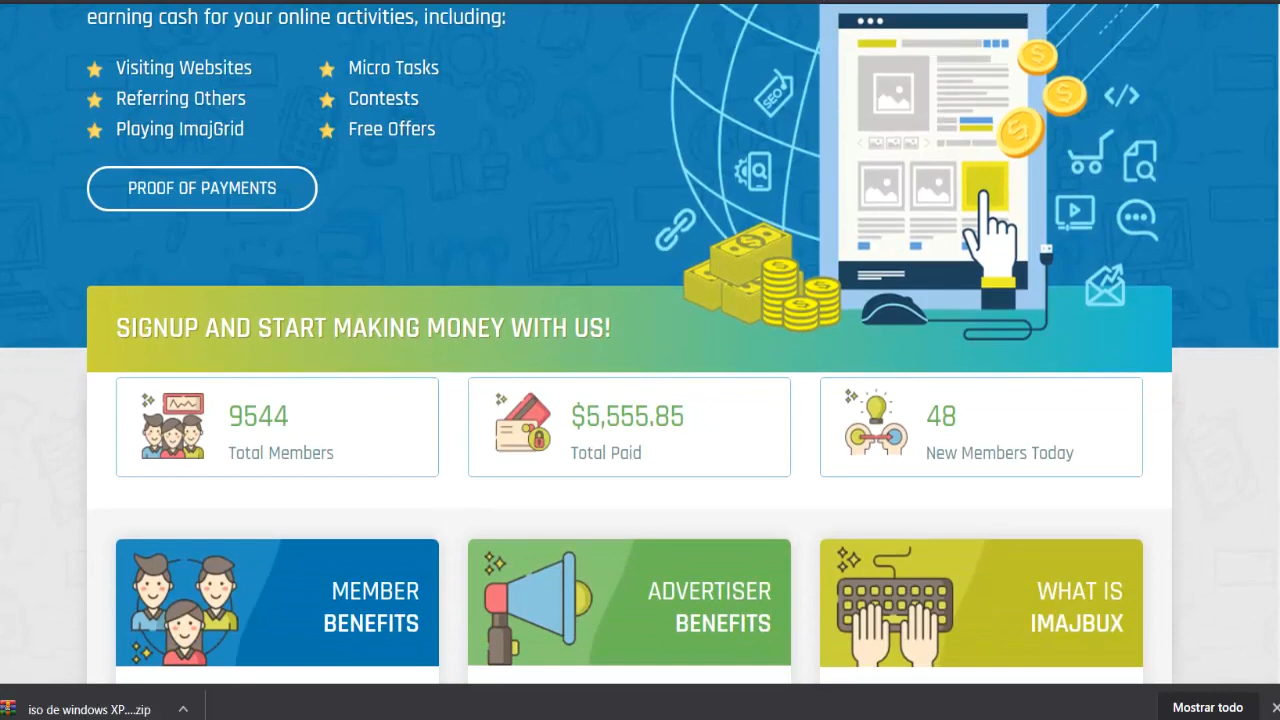 earning cash for your online activities, including:
Visiting Websites
Micro Tasks
Referring Others
Contests
Playing ImajGrid
Free Offers
PROOF OF PAYMENTS
SEO
SIGNUP AND START MAKING MONEY WITH US!
9544
Total Members
$5,555.85
Total Paid
48
New Members Today
MEMBER
BENEFITS
ADVERTISER
BENEFITS
WHAT IS
IMAJBUX
iso de windows XP....zip
Mostrar todo